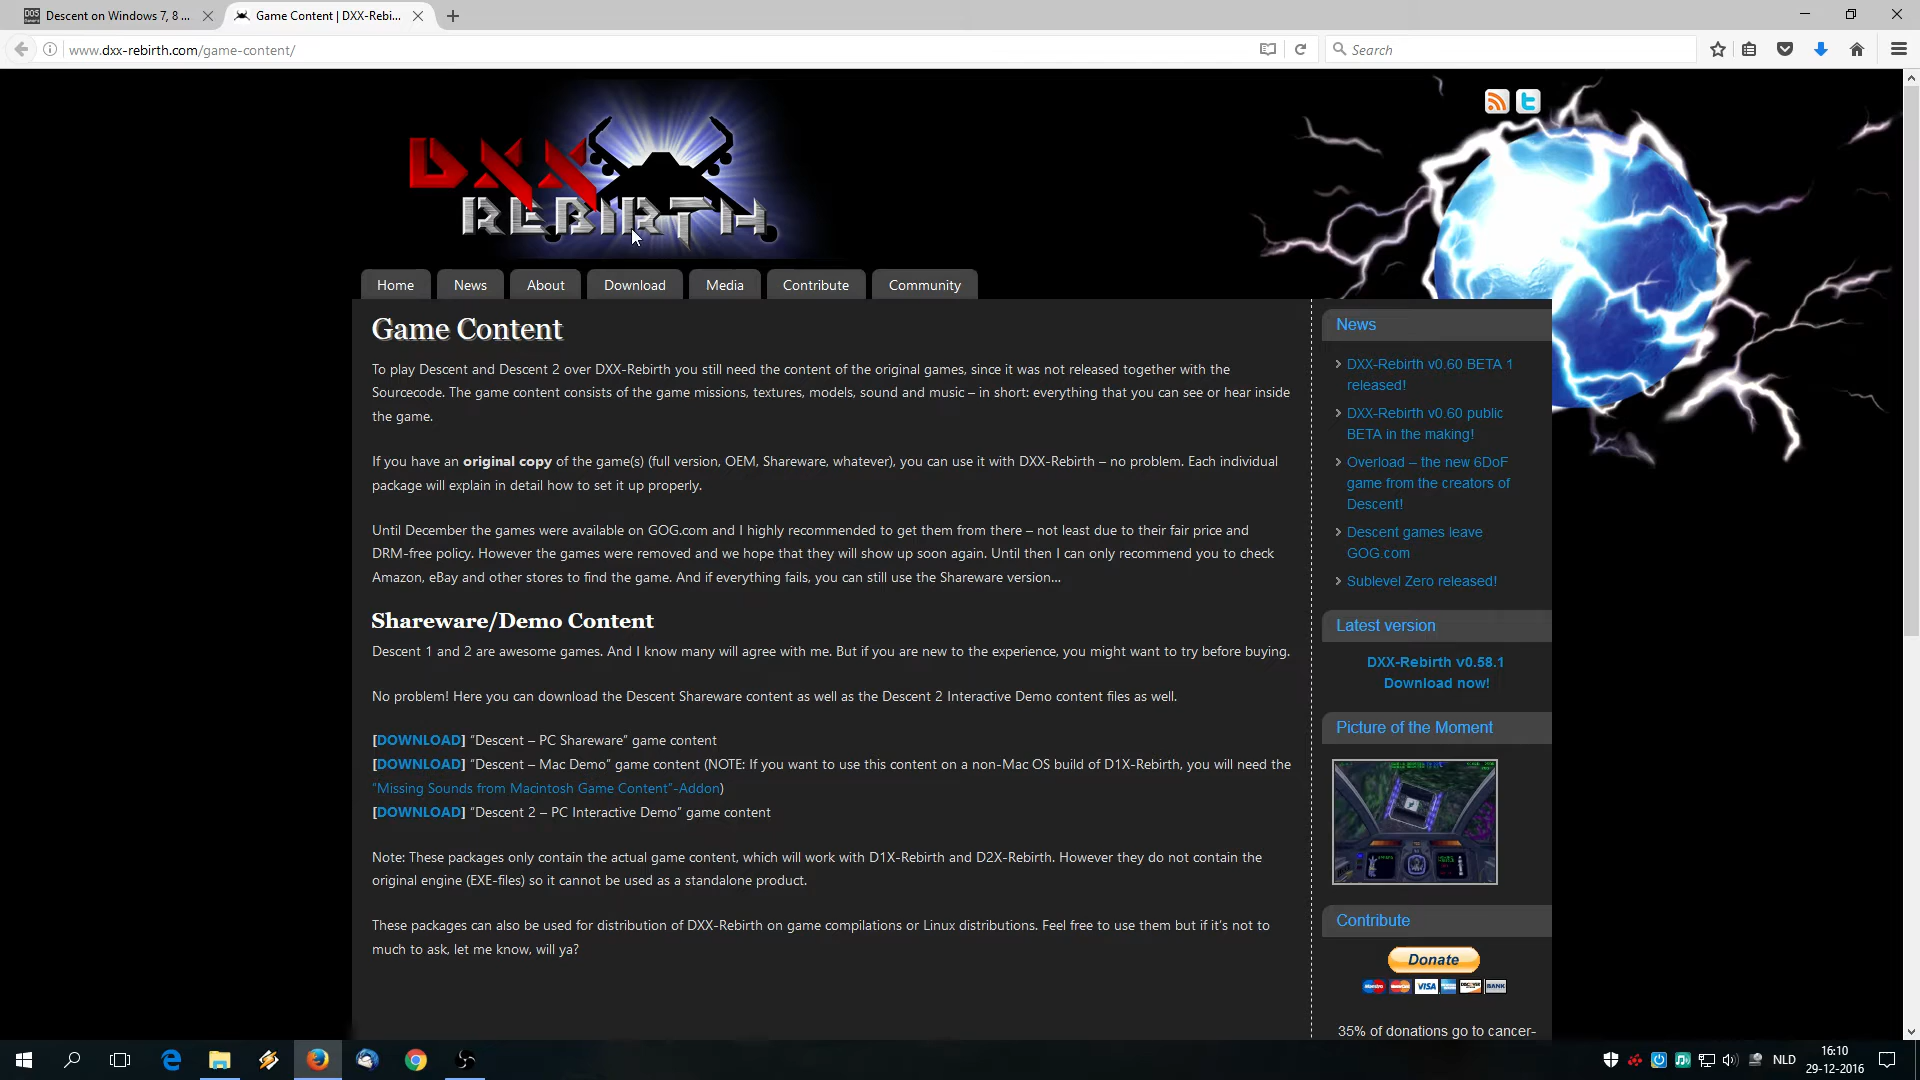 Descent on Windows 7, 8 ...
Game Content | DXX-Rebi...
www.dxx-rebirth.com/game-content/
Search
DXX
REBIRTH
Home
News
About
Download
Media
Contribute
Community
Game Content
To play Descent and Descent 2 over DXX-Rebirth you still need the content of the original games, since it was not released together with the
Sourcecode. The game content consists of the game missions, textures, models, sound and music – in short: everything that you can see or hear inside
the game.
If you have an original copy of the game(s) (full version, OEM, Shareware, whatever), you can use it with DXX-Rebirth – no problem. Each individual
package will explain in detail how to set it up properly.
Until December the games were available on GOG.com and I highly recommended to get them from there – not least due to their fair price and
DRM-free policy. However the games were removed and we hope that they will show up soon again. Until then I can only recommend you to check
Amazon, eBay and other stores to find the game. And if everything fails, you can still use the Shareware version...
Shareware/Demo Content
Descent 1 and 2 are awesome games. And I know many will agree with me. But if you are new to the experience, you might want to try before buying.
No problem! Here you can download the Descent Shareware content as well as the Descent 2 Interactive Demo content files as well.
[DOWNLOAD] “Descent – PC Shareware” game content
[DOWNLOAD] “Descent – Mac Demo” game content (NOTE: If you want to use this content on a non-Mac OS build of D1X-Rebirth, you will need the
“Missing Sounds from Macintosh Game Content”-Addon)
[DOWNLOAD] “Descent 2 – PC Interactive Demo” game content
Note: These packages only contain the actual game content, which will work with D1X-Rebirth and D2X-Rebirth. However they do not contain the
original engine (EXE-files) so it cannot be used as a standalone product.
These packages can also be used for distribution of DXX-Rebirth on game compilations or Linux distributions. Feel free to use them but if it’s not to
much to ask, let me know, will ya?
News
DXX-Rebirth v0.60 BETA 1
released!
DXX-Rebirth v0.60 public
BETA in the making!
Overload – the new 6DoF
game from the creators of
Descent!
Descent games leave
GOG.com
Sublevel Zero released!
Latest version
DXX-Rebirth v0.58.1
Download now!
Picture of the Moment
Contribute
Donate
VISA
BANK
35% of donations go to cancer-
NLD
16:10
29-12-2016